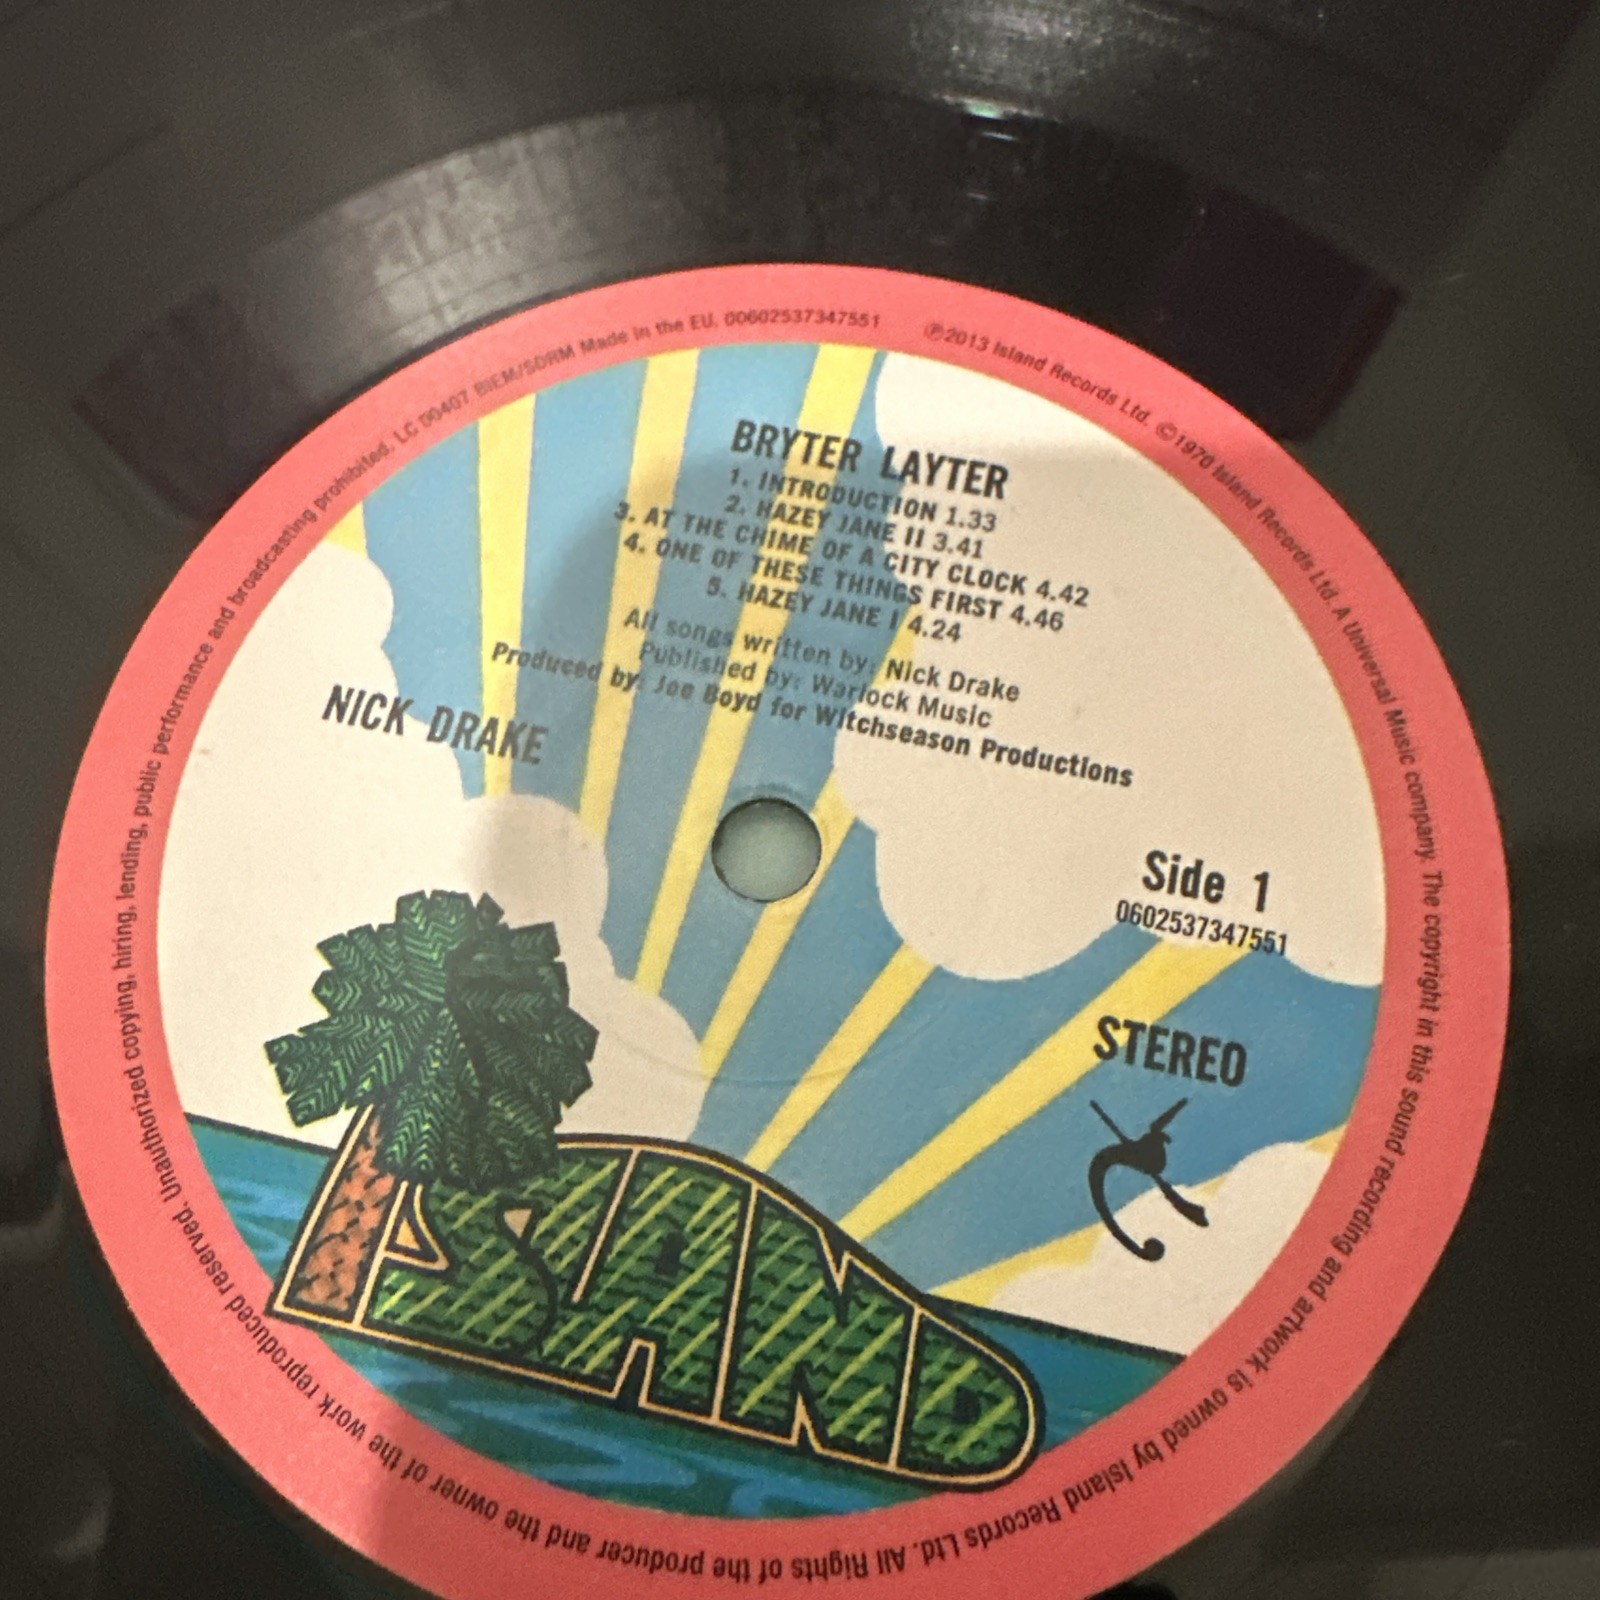 BRYTER LAYTER
1. INTRODUCTION 1.33
2. HAZEY JANE II 3.41
3. AT THE CHIME OF A CITY CLOCK 4.42
4. ONE OF THESE THINGS FIRST 4.46
5. HAZEY JANE I 4.24
All songs written by: Nick Drake
Published by: Warlock Music
Produced by: Joe Boyd for Witchseason Productions
NICK DRAKE
Side 1
0602537347551
STEREO
ISLAND
℗2013 Island Records Ltd. ©1970 Island Records Ltd. A Universal Music company. The copyright in this sound recording and artwork is owned by Island Records Ltd. All Rights of the producer and the owner of the work reproduced reserved. Unauthorized copying, hiring, lending, public performance and broadcasting prohibited. LC 00407 BIEM/SDRM Made in the EU. 00602537347551